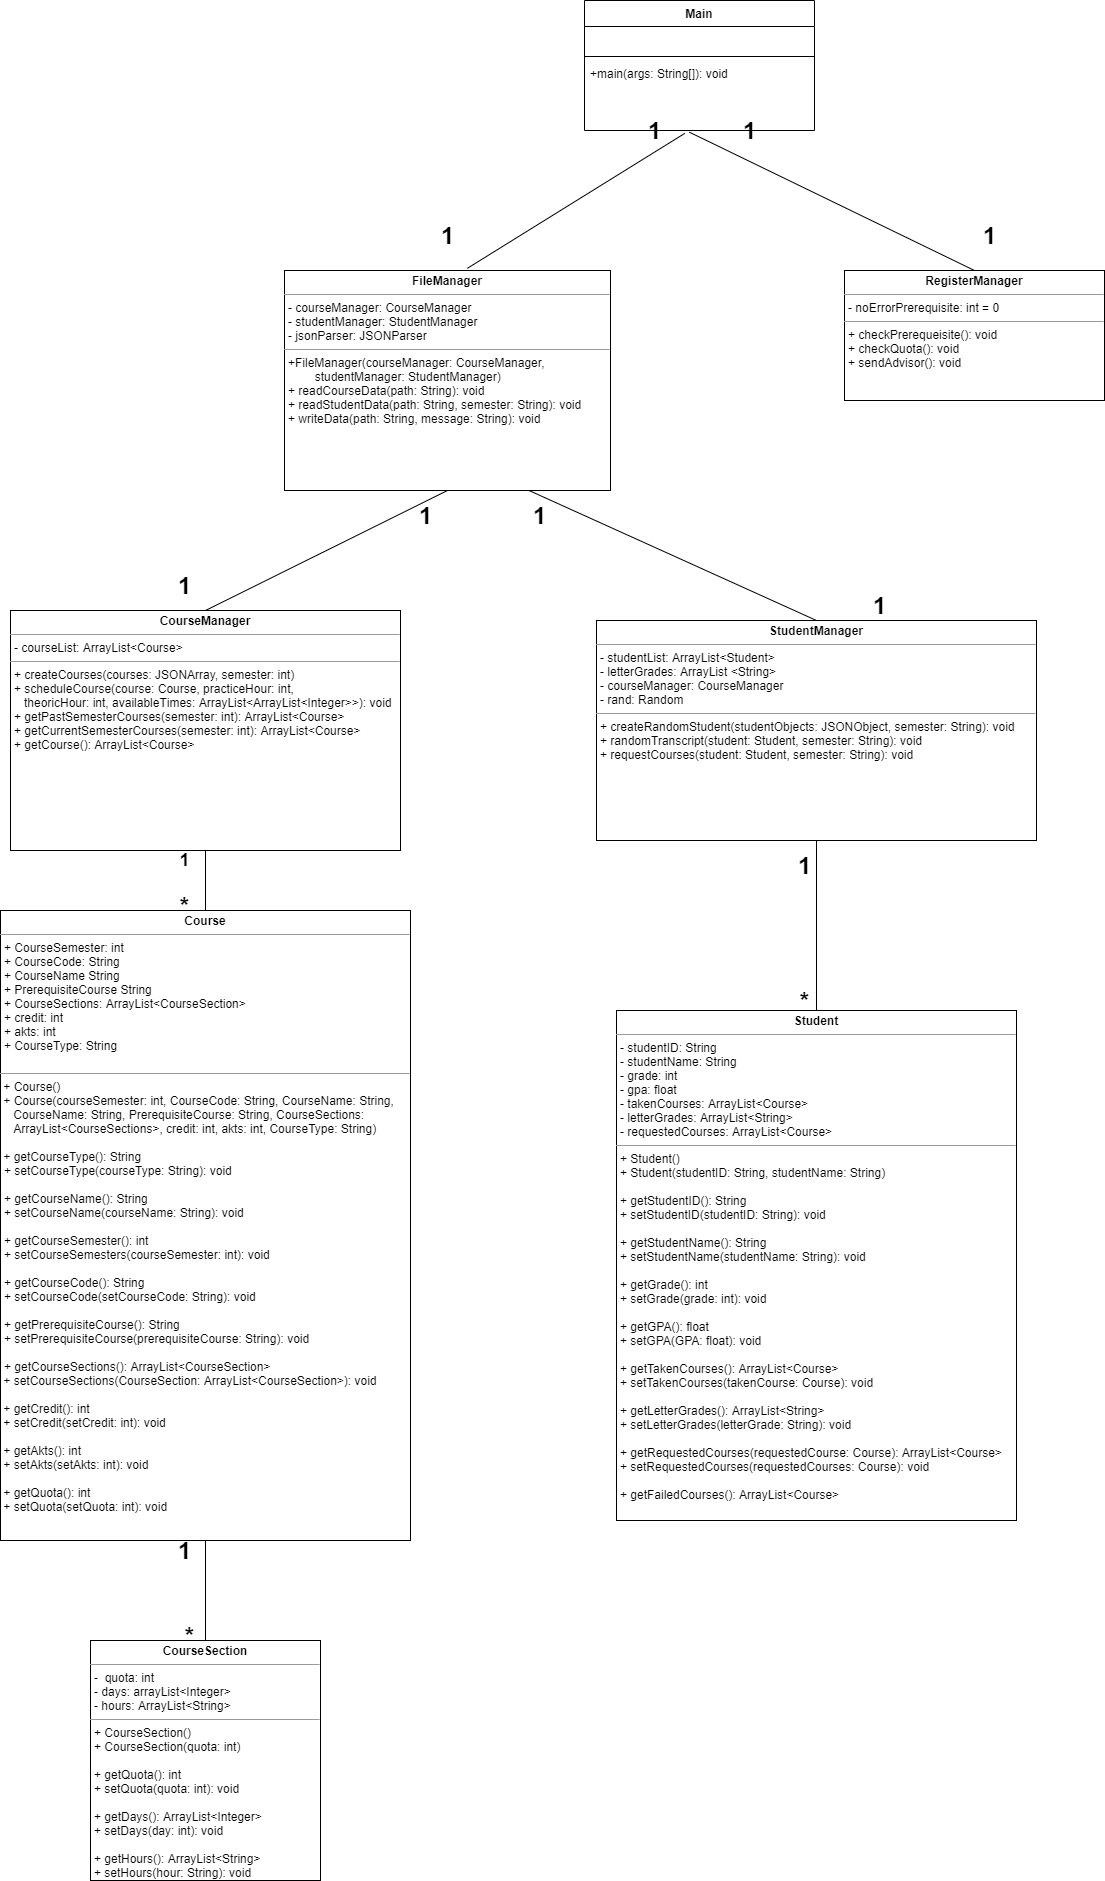 Main
+main(args: String[]): void
1
1
1
1
FileManager
- courseManager: CourseManager
- studentManager: StudentManager
- jsonParser: JSONParser
+FileManager(courseManager: CourseManager,
studentManager: StudentManager)
+ readCourseData(path: String): void
+ readStudentData(path: String, semester: String): void
+ writeData(path: String, message: String): void
RegisterManager
- noErrorPrerequisite: int = 0
+ checkPrerequeisite(): void
+ checkQuota(): void
+ sendAdvisor(): void
1
1
1
1
CourseManager
- courseList: ArrayList<Course>
+ createCourses(courses: JSONArray, semester: int)
+ scheduleCourse(course: Course, practiceHour: int,
theoricHour: int, availableTimes: ArrayList<ArrayList<Integer>>): void
+ getPastSemesterCourses(semester: int): ArrayList<Course>
+ getCurrentSemesterCourses(semester: int): ArrayList<Course>
+ getCourse(): ArrayList<Course>
StudentManager
- studentList: ArrayList<Student>
- letterGrades: ArrayList <String>
- courseManager: CourseManager
- rand: Random
+ createRandomStudent(studentObjects: JSONObject, semester: String): void
+ randomTranscript(student: Student, semester: String): void
+ requestCourses(student: Student, semester: String): void
1
*
1
*
Course
+ CourseSemester: int
+ CourseCode: String
+ CourseName String
+ PrerequisiteCourse String
+ CourseSections: ArrayList<CourseSection>
+ credit: int
+ akts: int
+ CourseType: String
+ Course()
+ Course(courseSemester: int, CourseCode: String, CourseName: String,
CourseName: String, PrerequisiteCourse: String, CourseSections:
ArrayList<CourseSections>, credit: int, akts: int, CourseType: String)
+ getCourseType(): String
+ setCourseType(courseType: String): void
+ getCourseName(): String
+ setCourseName(courseName: String): void
+ getCourseSemester(): int
+ setCourseSemesters(courseSemester: int): void
+ getCourseCode(): String
+ setCourseCode(setCourseCode: String): void
+ getPrerequisiteCourse(): String
+ setPrerequisiteCourse(prerequisiteCourse: String): void
+ getCourseSections(): ArrayList<CourseSection>
+ setCourseSections(CourseSection: ArrayList<CourseSection>): void
+ getCredit(): int
+ setCredit(setCredit: int): void
+ getAkts(): int
+ setAkts(setAkts: int): void
+ getQuota(): int
+ setQuota(setQuota: int): void
Student
- studentID: String
- studentName: String
- grade: int
- gpa: float
- takenCourses: ArrayList<Course>
- letterGrades: ArrayList<String>
- requestedCourses: ArrayList<Course>
+ Student()
+ Student(studentID: String, studentName: String)
+ getStudentID(): String
+ setStudentID(studentID: String): void
+ getStudentName(): String
+ setStudentName(studentName: String): void
+ getGrade(): int
+ setGrade(grade: int): void
+ getGPA(): float
+ setGPA(GPA: float): void
+ getTakenCourses(): ArrayList<Course>
+ setTakenCourses(takenCourse: Course): void
+ getLetterGrades(): ArrayList<String>
+ setLetterGrades(letterGrade: String): void
+ getRequestedCourses(requestedCourse: Course): ArrayList<Course>
+ setRequestedCourses(requestedCourses: Course): void
+ getFailedCourses(): ArrayList<Course>
1
*
CourseSection
- quota: int
- days: arrayList<Integer>
- hours: ArrayList<String>
+ CourseSection()
+ CourseSection(quota: int)
+ getQuota(): int
+ setQuota(quota: int): void
+ getDays(): ArrayList<Integer>
+ setDays(day: int): void
+ getHours(): ArrayList<String>
+ setHours(hour: String): void